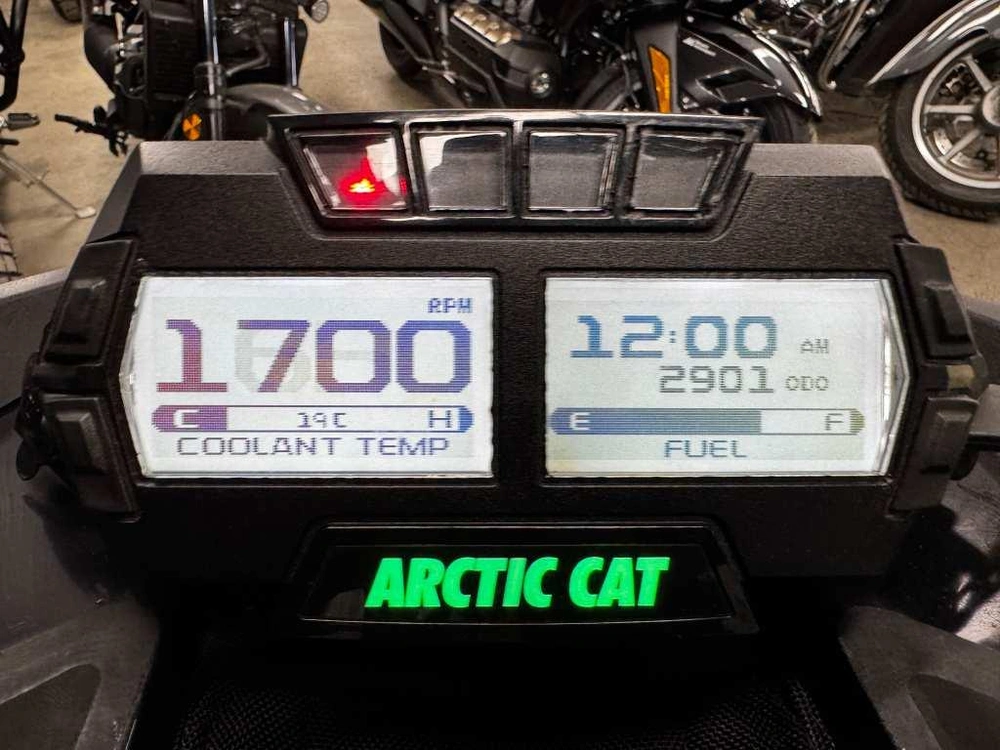 RPM
1700
C 19C H
COOLANT TEMP
12:00 AM
2901 ODO
E F
FUEL
ARCTIC CAT